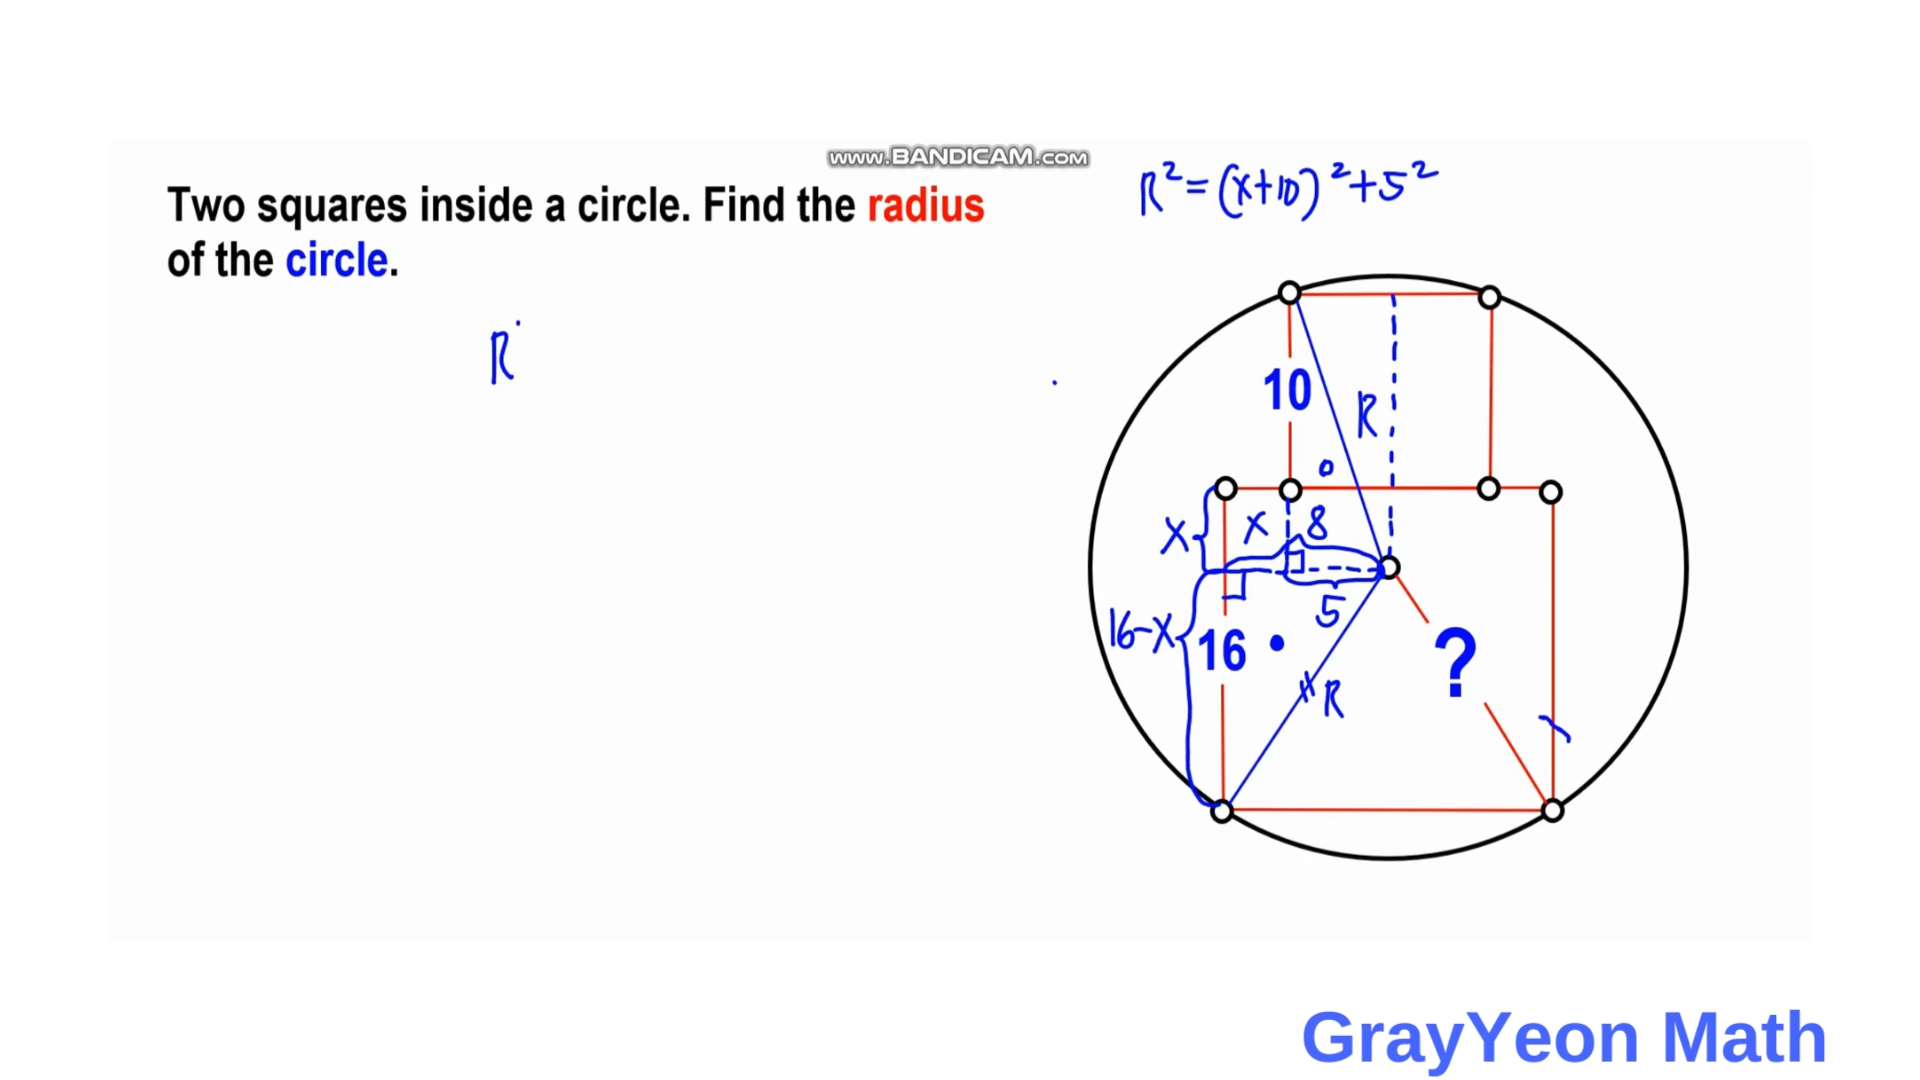 www.BANDICAM.com
R²=(x+10)²+5²
Two squares inside a circle. Find the radius
of the circle.
R
10
R
x
x
8
5
16-x
16
R
?
GrayYeon Math